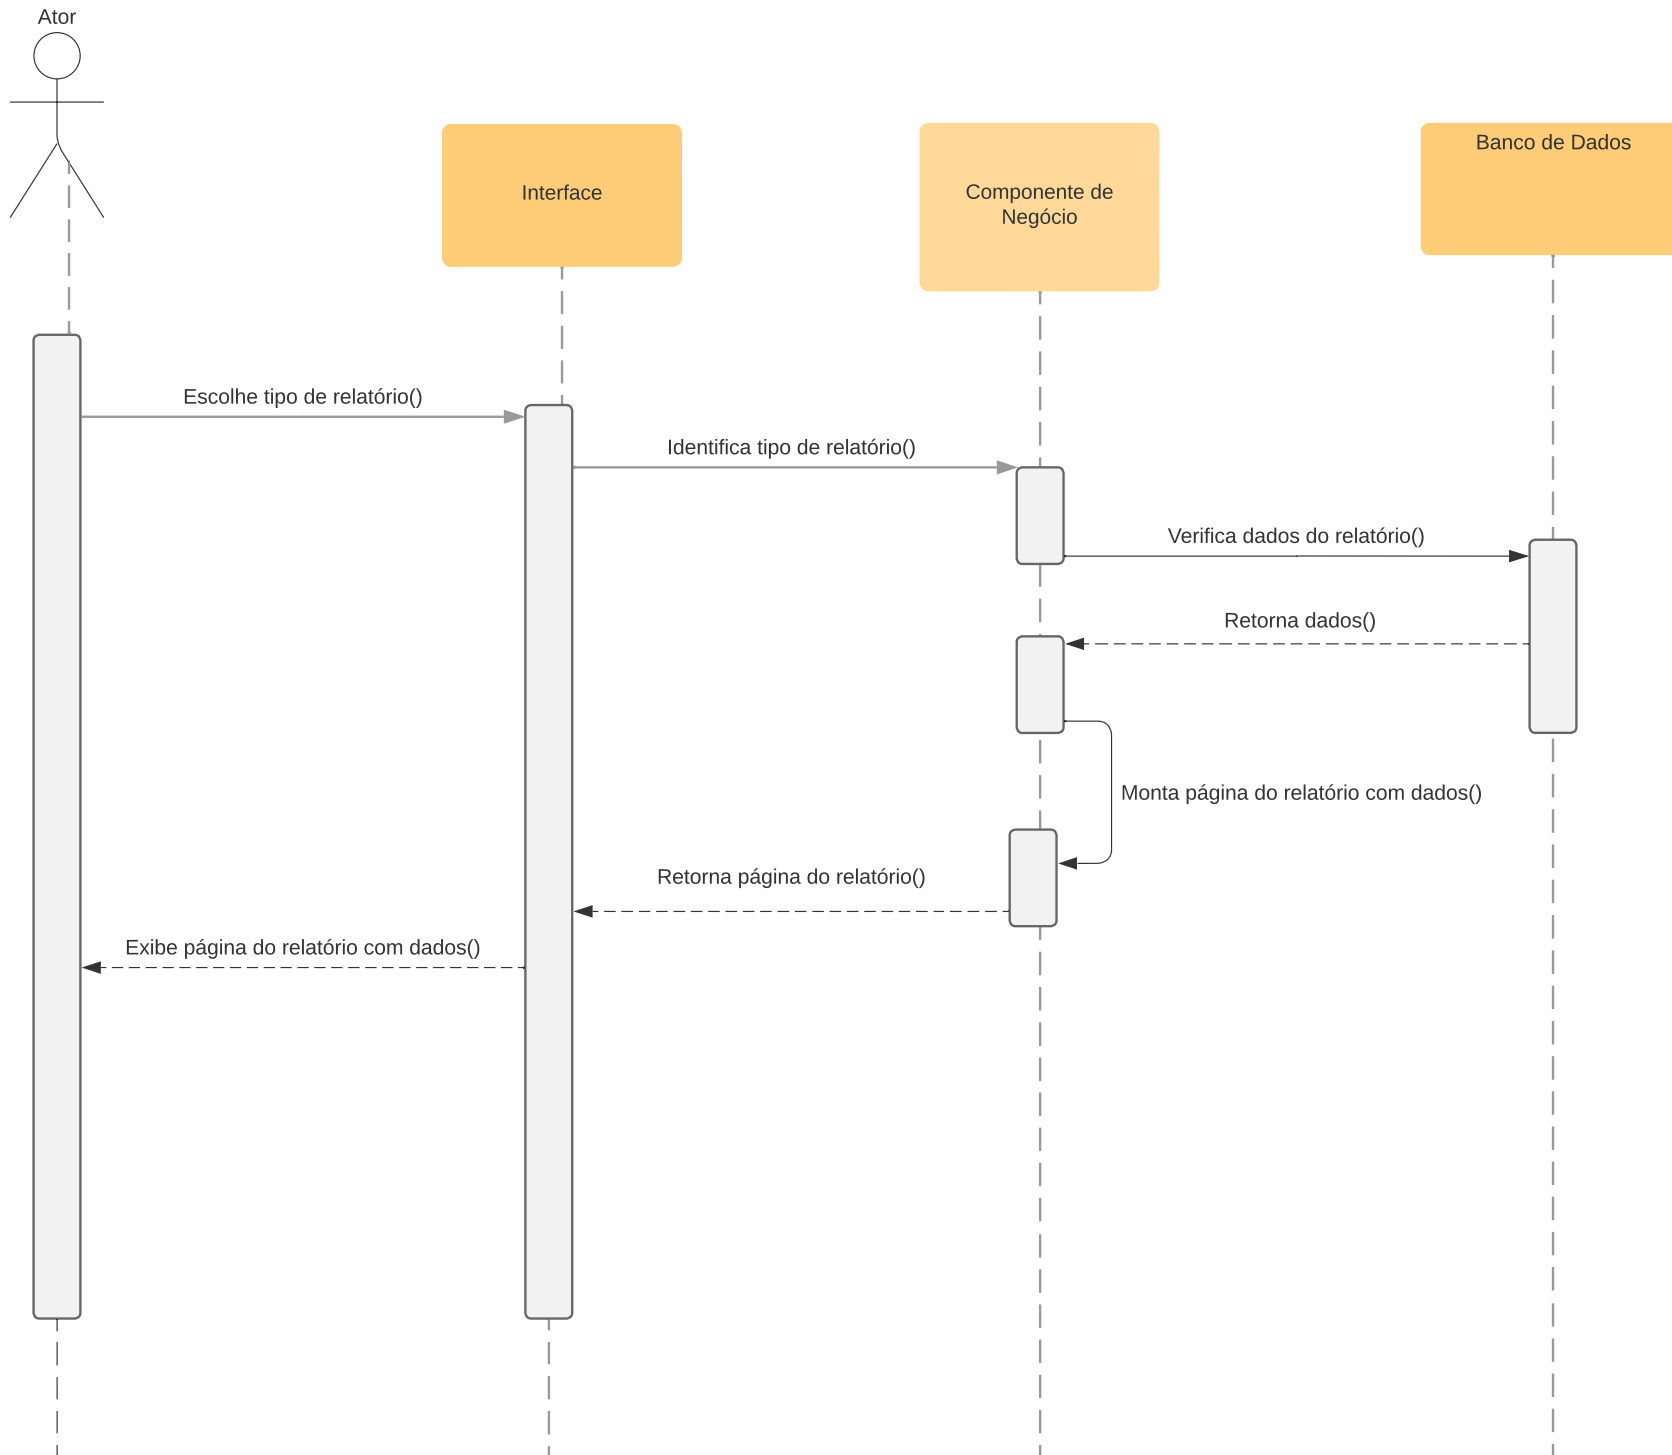 Ator
Interface
Componente de
Negócio
Banco de Dados
Escolhe tipo de relatório()
Identifica tipo de relatório()
Verifica dados do relatório()
Retorna dados()
Monta página do relatório com dados()
Retorna página do relatório()
Exibe página do relatório com dados()